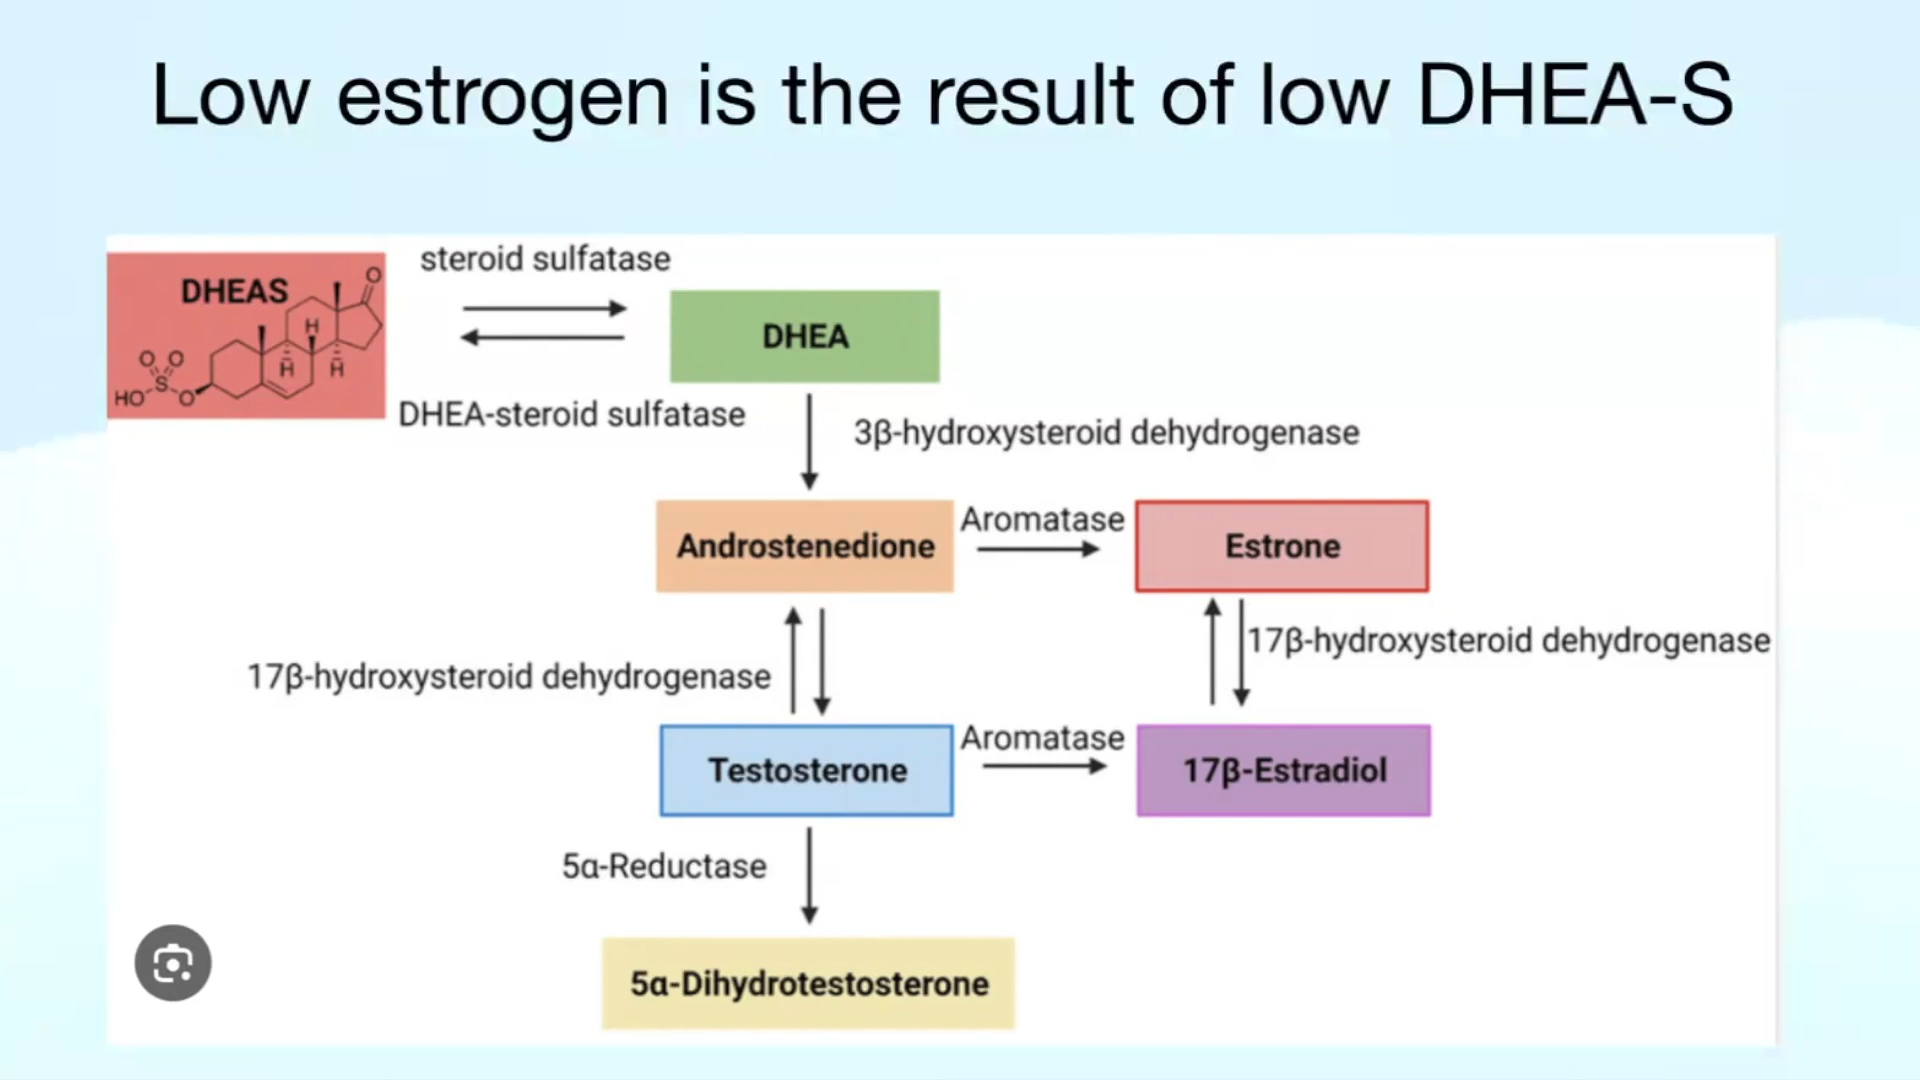 Low estrogen is the result of low DHEA-S
steroid sulfatase
DHEAS
DHEA
O
H
H
H
O O
S
HO
O
DHEA-steroid sulfatase
3β-hydroxysteroid dehydrogenase
Androstenedione
Aromatase
Estrone
17β-hydroxysteroid dehydrogenase
17β-hydroxysteroid dehydrogenase
Testosterone
Aromatase
17β-Estradiol
5α-Reductase
5α-Dihydrotestosterone